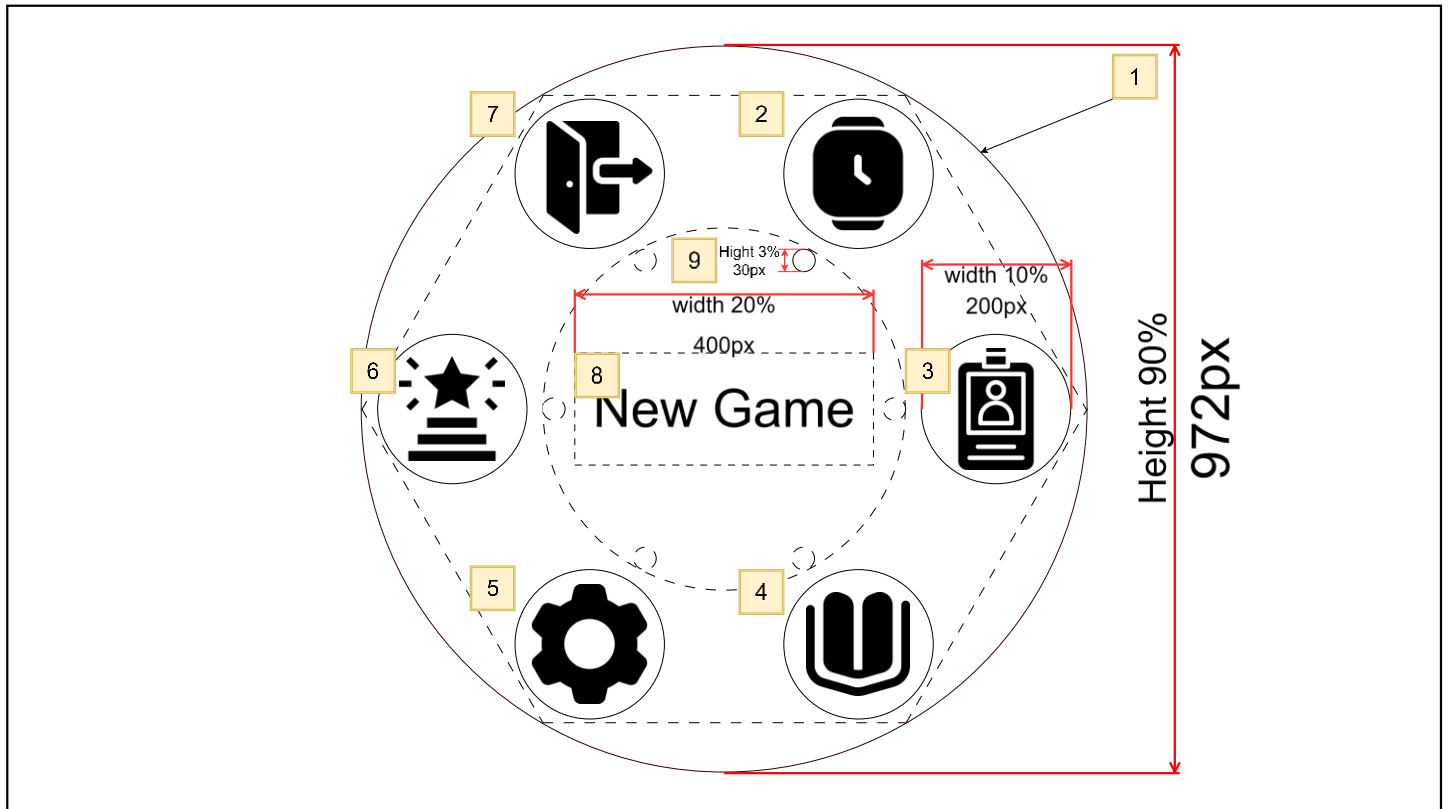 1
7
2
9
Hight 3%
30px
width 10%
200px
width 20%
400px
6
8
3
New Game
Height 90%
972px
5
4